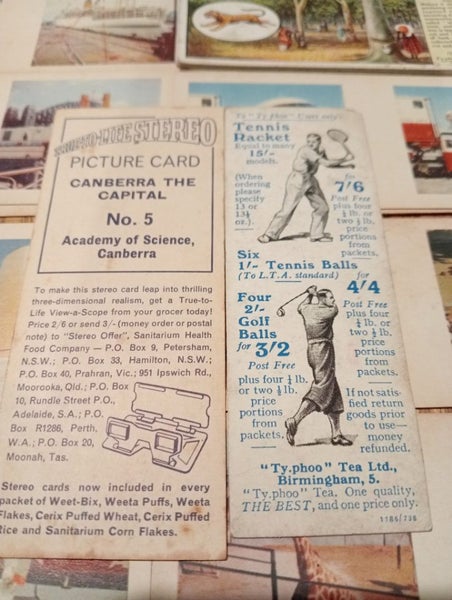 TRUE-TO-LIFE STEREO
PICTURE CARD
CANBERRA THE
CAPITAL
No. 5
Academy of Science,
Canberra
To make this stereo card leap into thrilling
three-dimensional realism, get a True-to
Life View-a-Scope from your grocer today!
Price 2/6 or send 3/- (money order or postal
note) to "Stereo Offer", Sanitarium Health
Food Company — P.O. Box 9, Petersham,
N.S.W.; P.O. Box 33, Hamilton, N.S.W.;
P.O. Box 40, Prahran, Vic.; 951 Ipswich Rd.,
Moorooka, Qld.; P.O. Box
10, Rundle Street P.O.,
Adelaide, S.A.; P.O.
Box R1286, Perth,
W.A.; P.O. Box 20,
Moonah, Tas.
Stereo cards now included in every
packet of Weet-Bix, Weeta Puffs, Weeta
Flakes, Cerix Puffed Wheat, Cerix Puffed
Rice and Sanitarium Corn Flakes.
To "Ty-phoo" Users only:
Tennis
Racket
Equal to many
15/-
models.
(When
ordering
please
specify
13 or
13½
oz.).
for
7/6
Post Free
plus four
½ lb. or
two ½ lb.
price
portions
from
packets.
Six
1/- Tennis Balls
(To L.T.A. standard) for
4/4
Post Free
plus four
¼ lb. or
two ½ lb.
price
portions
from
packets.
Four
2/-
Golf
Balls
for 3/2
Post Free
plus four ¼ lb.
or two ½ lb.
price
portions
from
packets.
If not satis-
fied return
goods prior
to use—
money
refunded.
"Ty.phoo" Tea Ltd.,
Birmingham, 5.
"Ty.phoo" Tea. One quality,
THE BEST, and one price only.
1186/736